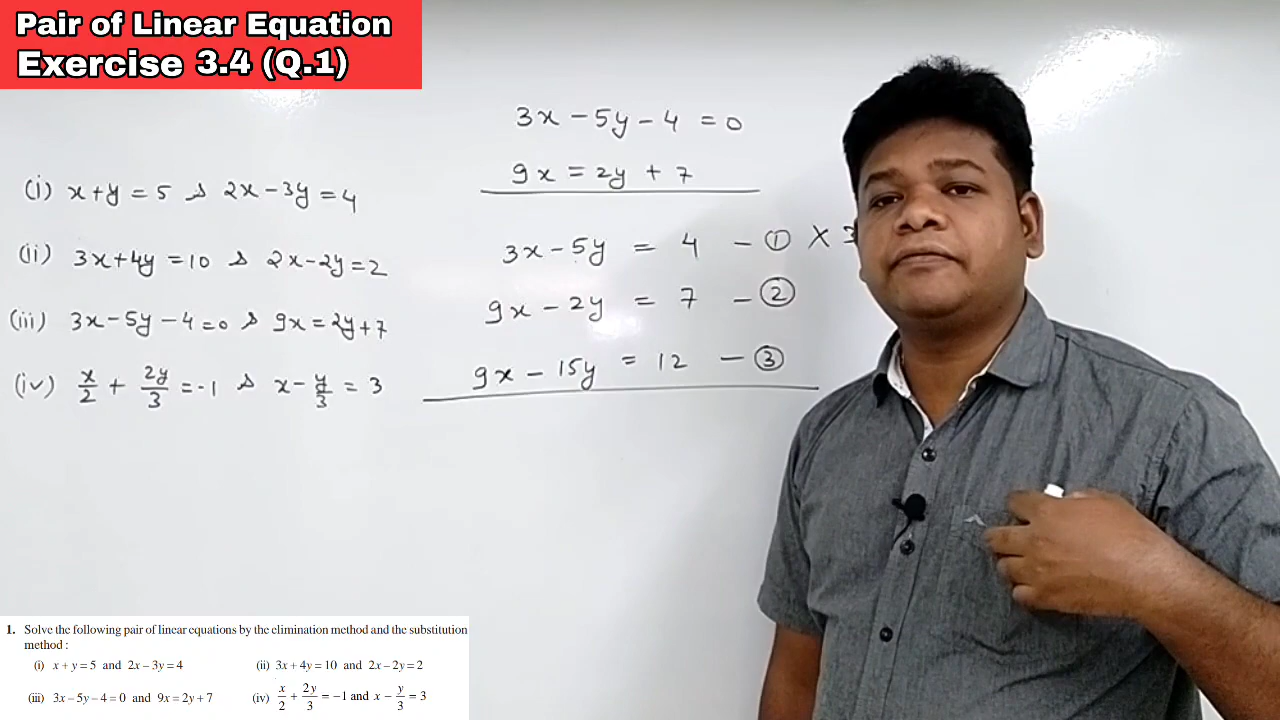 Pair of Linear Equation
Exercise 3.4 (Q.1)
(i) x + y = 5 & 2x - 3y = 4
(ii) 3x + 4y = 10 & 2x - 2y = 2
(iii) 3x - 5y - 4 = 0 & 9x = 2y + 7
(iv) x/2 + 2y/3 = -1 & x - y/3 = 3
3x - 5y - 4 = 0
9x = 2y + 7
3x - 5y = 4 - ① × 3
9x - 2y = 7 - ②
9x - 15y = 12 - ③
1. Solve the following pair of linear equations by the elimination method and the substitution
method :
(i) x + y = 5 and 2x – 3y = 4 (ii) 3x + 4y = 10 and 2x – 2y = 2
(iii) 3x – 5y – 4 = 0 and 9x = 2y + 7 (iv) x/2 + 2y/3 = –1 and x – y/3 = 3